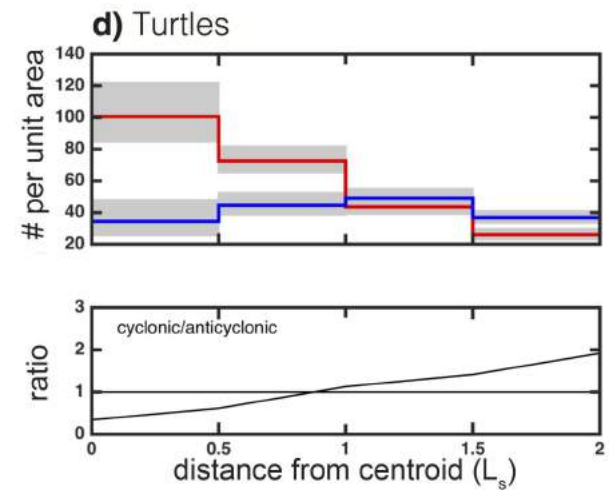 d) Turtles
140
120
100
80
60
40
20
# per unit area
3
2
1
0
cyclonic/anticyclonic
ratio
0 0.5 1 1.5 2
distance from centroid (Ls)